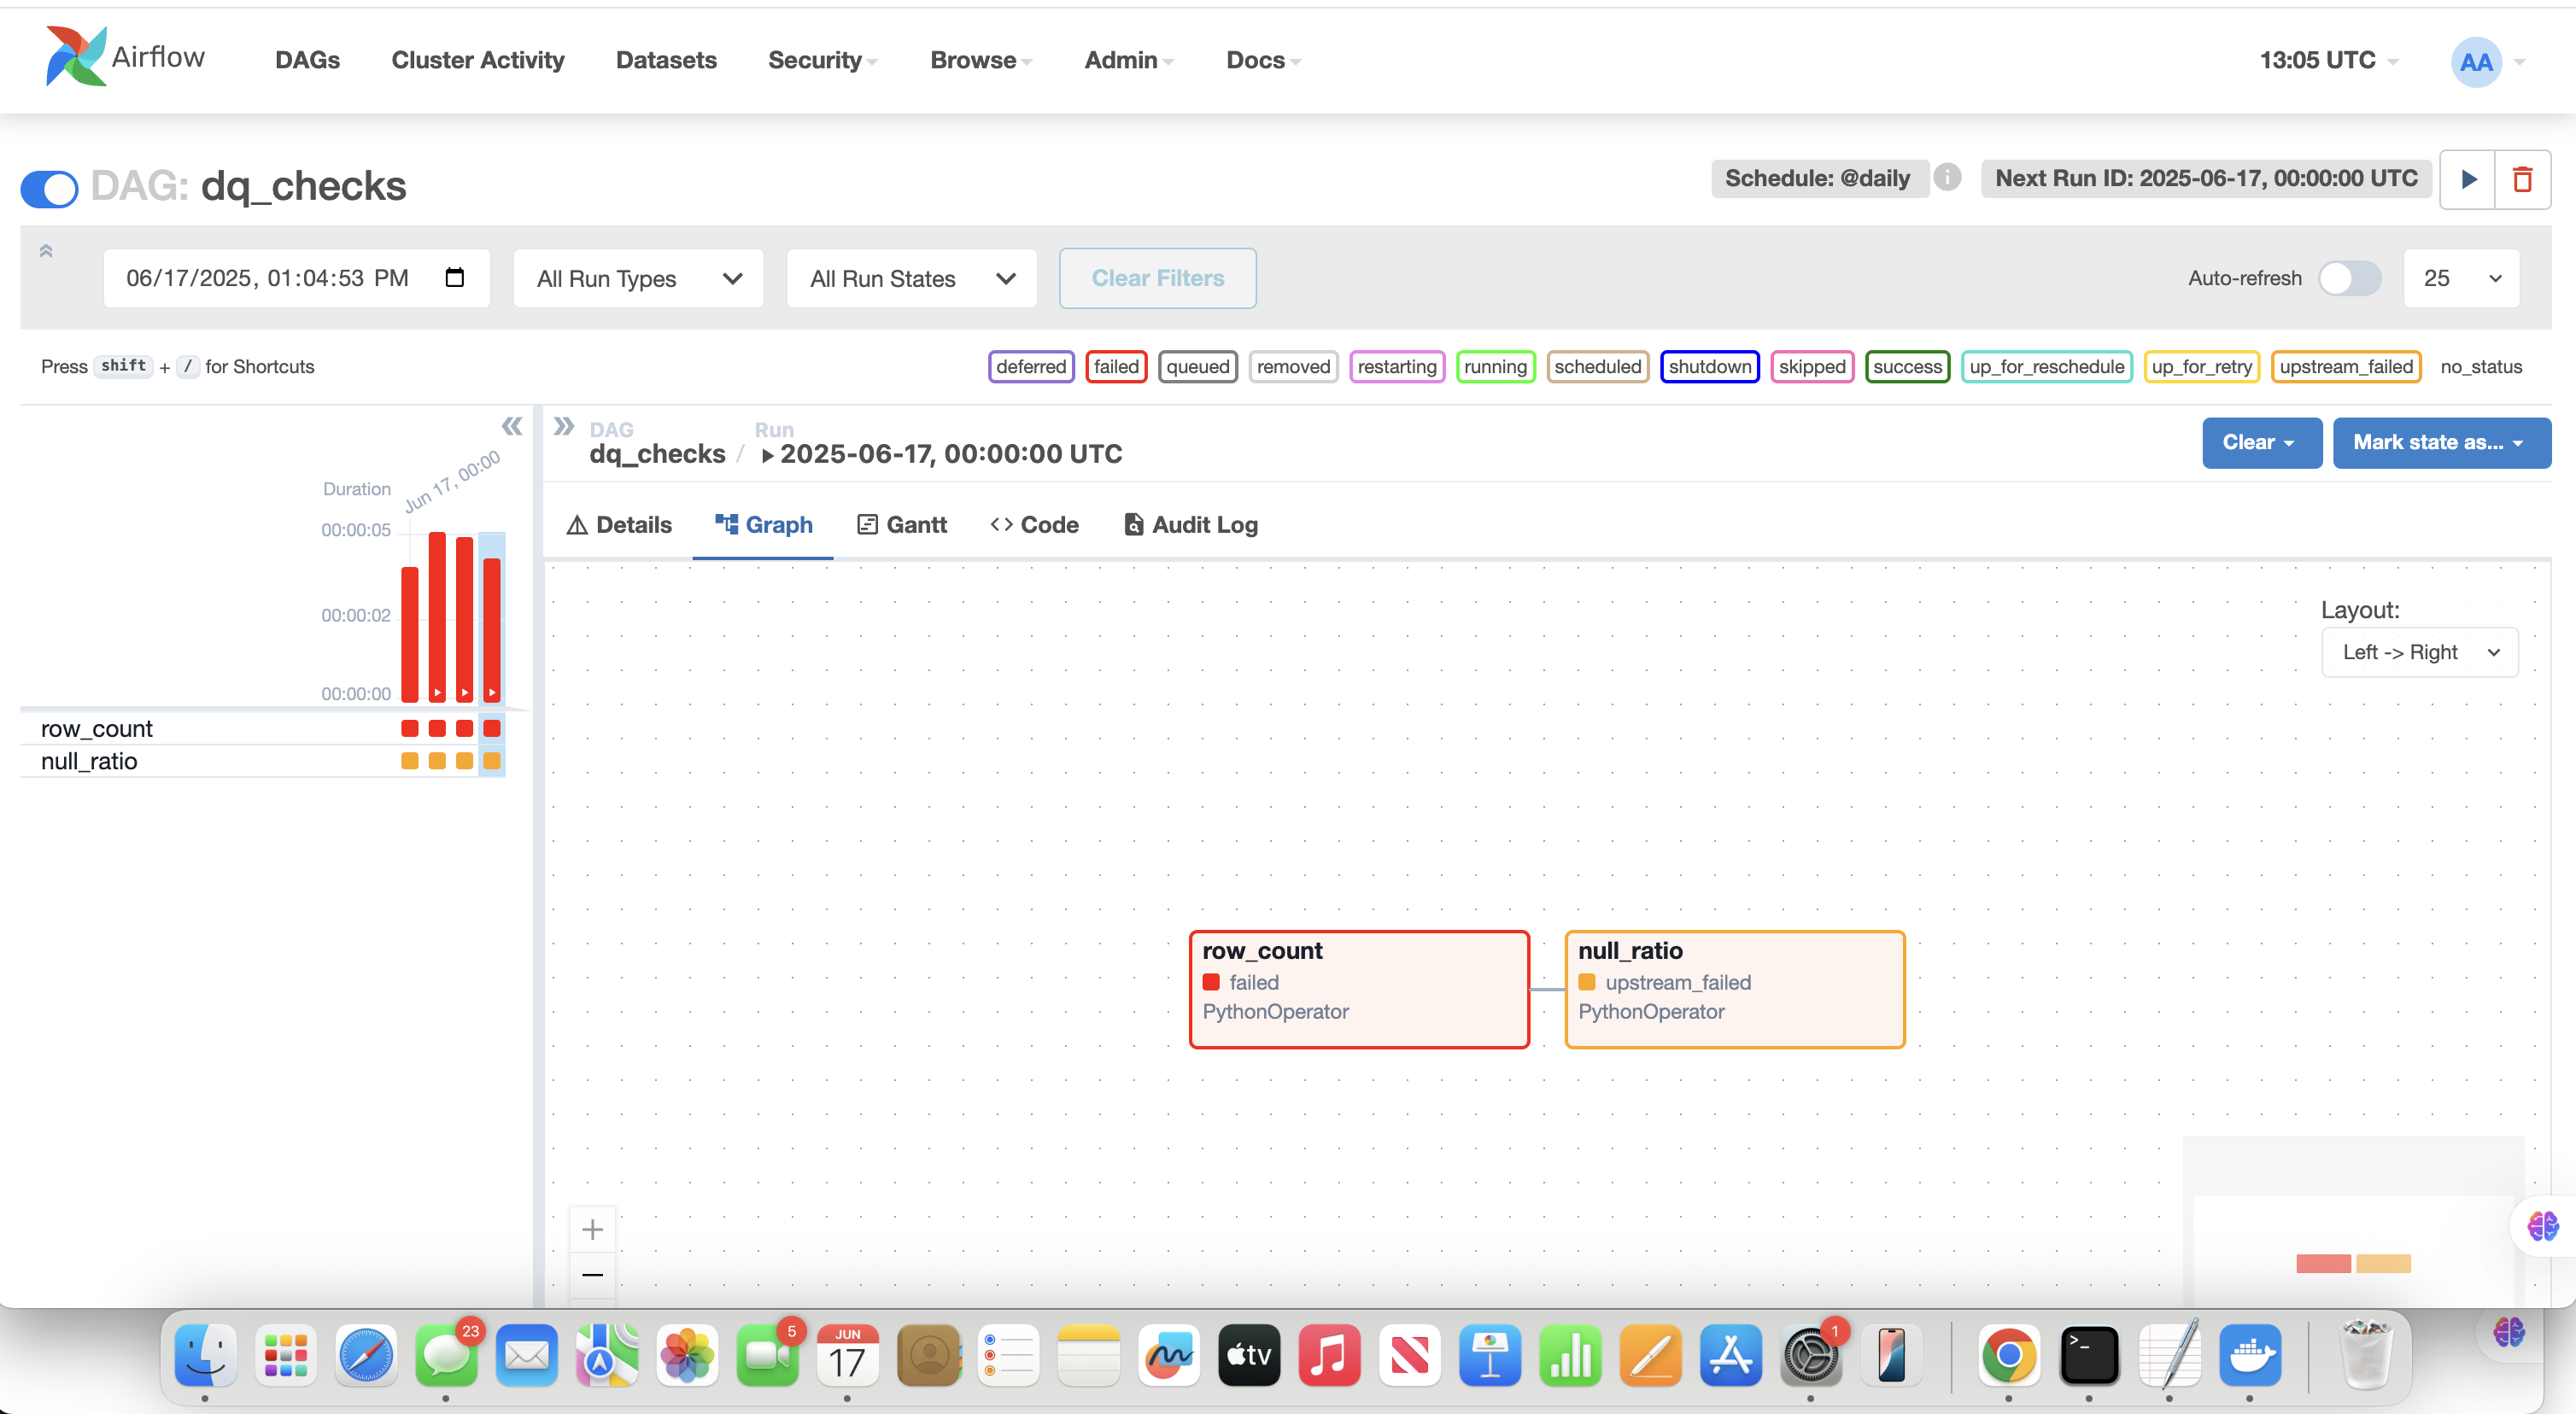 Airflow DAGs Cluster Activity Datasets Security Browse Admin Docs 13:05 UTC AA
DAG: dq_checks Schedule: @daily i Next Run ID: 2025-06-17, 00:00:00 UTC
06/17/2025, 01:04:53 PM All Run Types All Run States Clear Filters Auto-refresh 25
Press shift + / for Shortcuts deferred failed queued removed restarting running scheduled shutdown skipped success up_for_reschedule up_for_retry upstream_failed no_status
DAG Run
dq_checks / 2025-06-17, 00:00:00 UTC Clear Mark state as...
Jun 17, 00:00
Duration
00:00:05
00:00:02
00:00:00
row_count
null_ratio
Details Graph Gantt Code Audit Log
Layout:
Left -> Right
row_count
failed
PythonOperator
null_ratio
upstream_failed
PythonOperator
23
5
JUN
17
tv
1